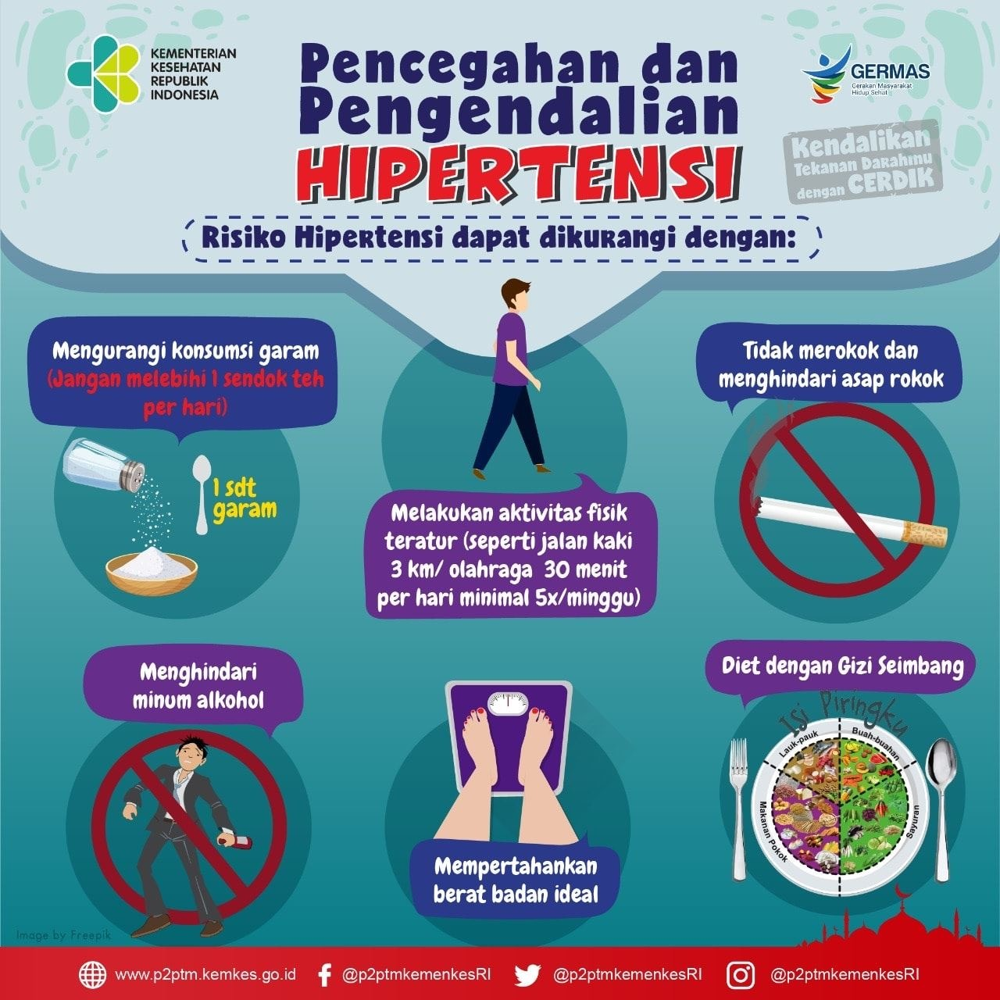 KEMENTERIAN
KESEHATAN
REPUBLIK
INDONESIA
Pencegahan dan
Pengendalian
HIPERTENSI
GERMAS
Gerakan Masyarakat
Hidup Sehat
Kendalikan
Tekanan Darahmu
dengan CERDIK
Risiko Hipertensi dapat dikurangi dengan:
Mengurangi konsumsi garam
(Jangan melebihi 1 sendok teh
per hari)
1 sdt
garam
Melakukan aktivitas fisik
teratur (seperti jalan kaki
3 km/ olahraga 30 menit
per hari minimal 5x/minggu)
Tidak merokok dan
menghindari asap rokok
Menghindari
minum alkohol
Mempertahankan
berat badan ideal
Diet dengan Gizi Seimbang
Isi Piringku
Lauk-pauk
Buah-buahan
Makanan Pokok
Sayuran
Image by Freepik
www.p2ptm.kemkes.go.id
@p2ptmkemenkesRI
@p2ptmkemenkesRI
@p2ptmkemenkesRI